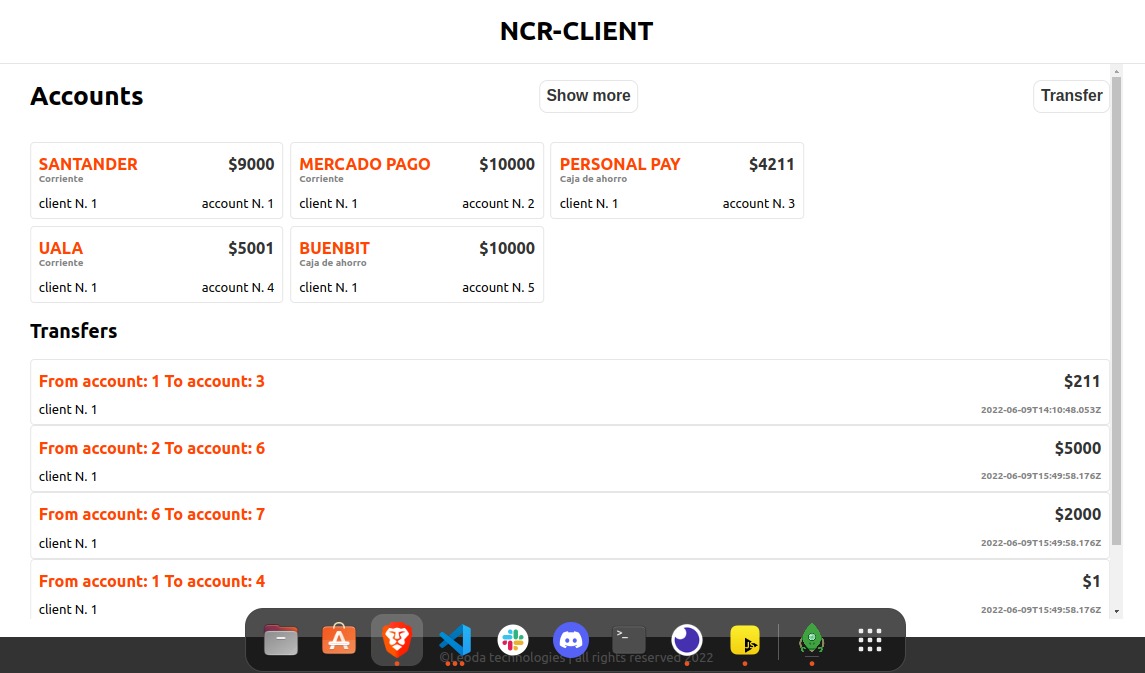 NCR-CLIENT
Accounts Show more Transfer
SANTANDER $9000
Corriente
client N. 1 account N. 1
MERCADO PAGO $10000
Corriente
client N. 1 account N. 2
PERSONAL PAY $4211
Caja de ahorro
client N. 1 account N. 3
UALA $5001
Corriente
client N. 1 account N. 4
BUENBIT $10000
Caja de ahorro
client N. 1 account N. 5
Transfers
From account: 1 To account: 3 $211
client N. 1 2022-06-09T14:10:48.053Z
From account: 2 To account: 6 $5000
client N. 1 2022-06-09T15:49:58.176Z
From account: 6 To account: 7 $2000
client N. 1 2022-06-09T15:49:58.176Z
From account: 1 To account: 4 $1
client N. 1 2022-06-09T15:49:58.176Z
JS
©Leoda technologies | all rights reserved 2022